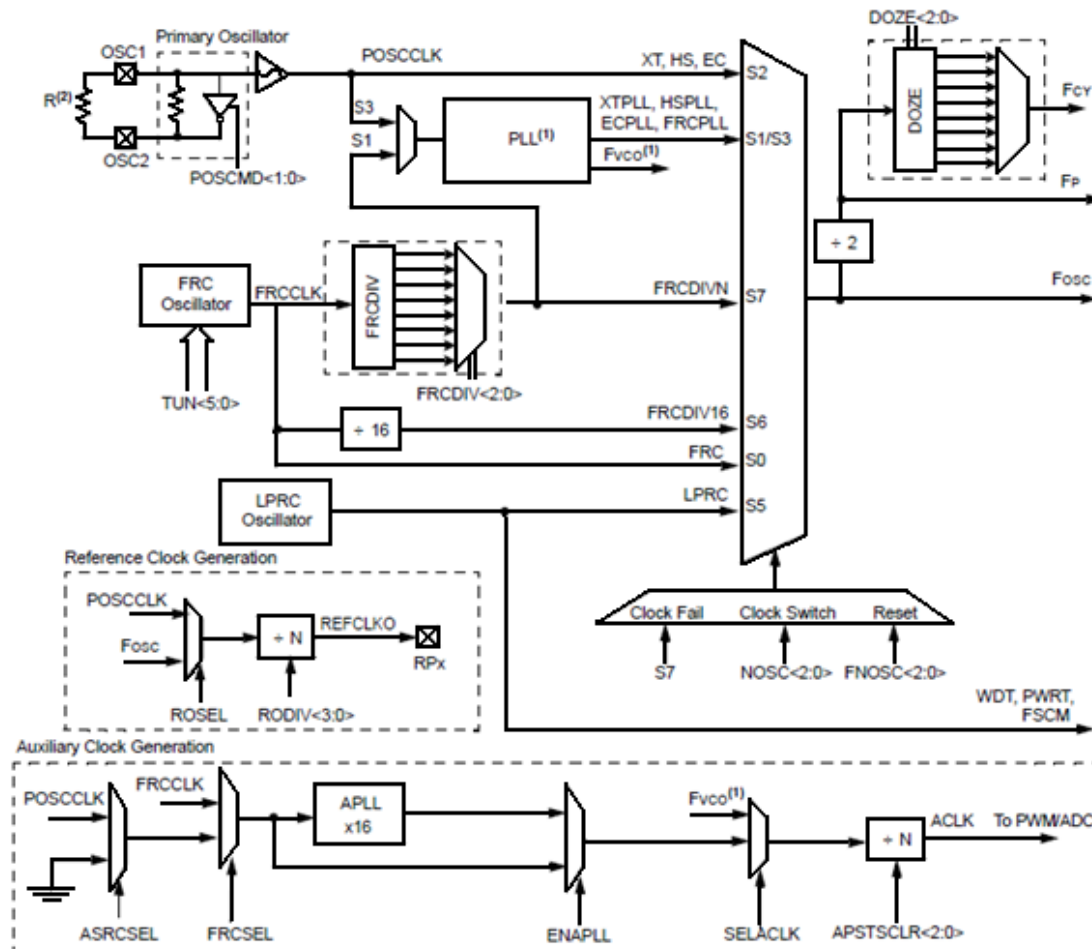 DOZE<2:0>
Primary Oscillator
OSC1
POSCCLK
XT, HS, EC
S2
R(2)
S3
XTPLL, HSPLL,
ECPLL, FRCPLL
DOZE
FCY
S1
PLL(1)
S1/S3
OSC2
FVCO(1)
POSCMD<1:0>
FP
÷ 2
FRC
Oscillator
FRCCLK
FRCDIV
FRCDIVN
S7
FOSC
TUN<5:0>
FRCDIV<2:0>
÷ 16
FRCDIV16
S6
FRC
S0
LPRC
Oscillator
LPRC
S5
Reference Clock Generation
POSCCLK
Clock Fail
Clock Switch
Reset
÷ N
REFCLKO
FOSC
RPx
S7
NOSC<2:0>
FNOSC<2:0>
ROSEL
RODIV<3:0>
WDT, PWRT,
FSCM
Auxiliary Clock Generation
FRCCLK
POSCCLK
APLL
x16
FVCO(1)
÷ N
ACLK
To PWM/ADC
ASRCSEL
FRCSEL
ENAPLL
SELACLK
APSTSCLR<2:0>